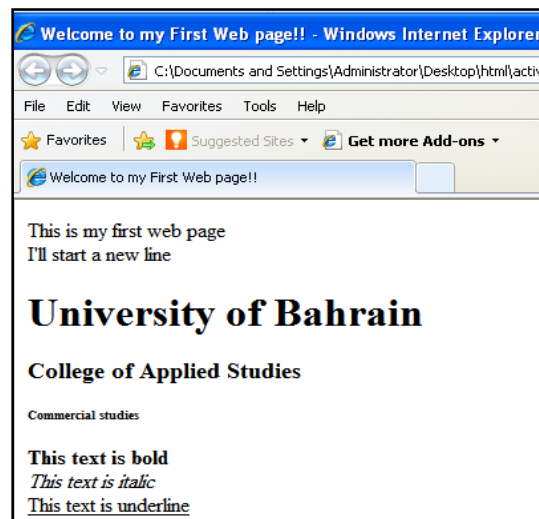 Welcome to my First Web page!! - Windows Internet Explorer
C:\Documents and Settings\Administrator\Desktop\html\activ
File Edit View Favorites Tools Help
Favorites Suggested Sites Get more Add-ons
Welcome to my First Web page!!
This is my first web page
I'll start a new line
University of Bahrain
College of Applied Studies
Commercial studies
This text is bold
This text is italic
This text is underline